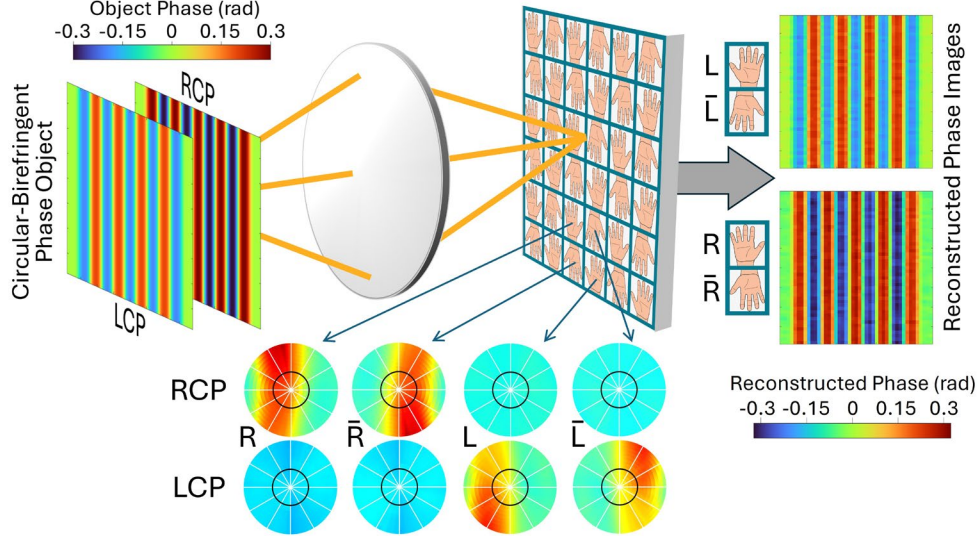 Object Phase (rad)
-0.3 -0.15 0 0.15 0.3
Circular-Birefringent
Phase Object
RCP
LCP
L
L̄
R
R̄
Reconstructed Phase Images
RCP
R
R̄
L
L̄
LCP
Reconstructed Phase (rad)
-0.3 -0.15 0 0.15 0.3